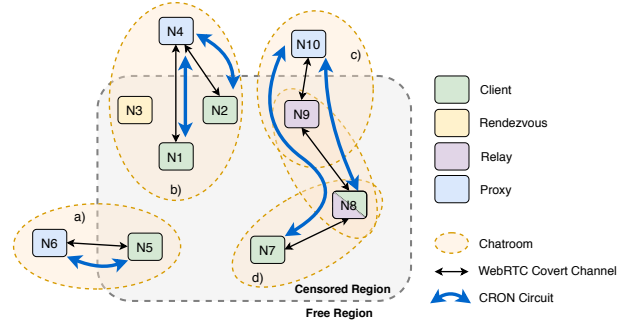 N4
N10
c)
N3
N2
N9
N1
b)
a)
N8
N6
N5
N7
d)
Censored Region
Free Region
Client
Rendezvous
Relay
Proxy
Chatroom
WebRTC Covert Channel
CRON Circuit